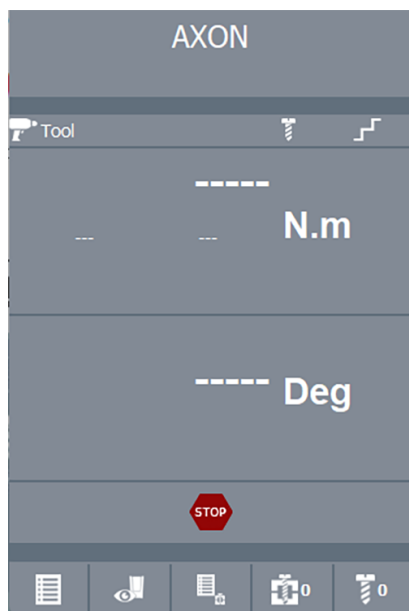 AXON
Tool
-----
--- --- N.m
----- Deg
STOP
0 0